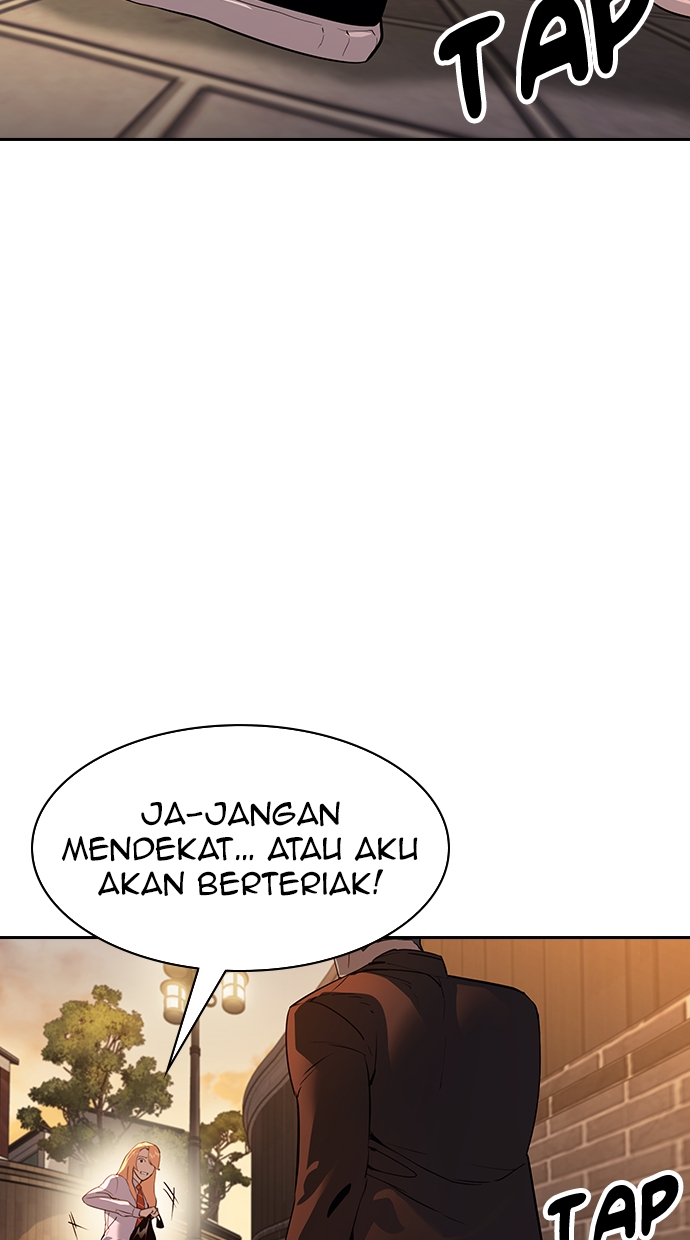 TAP
JA-JANGAN
MENDEKAT... ATAU AKU
AKAN BERTERIAK!
TAP